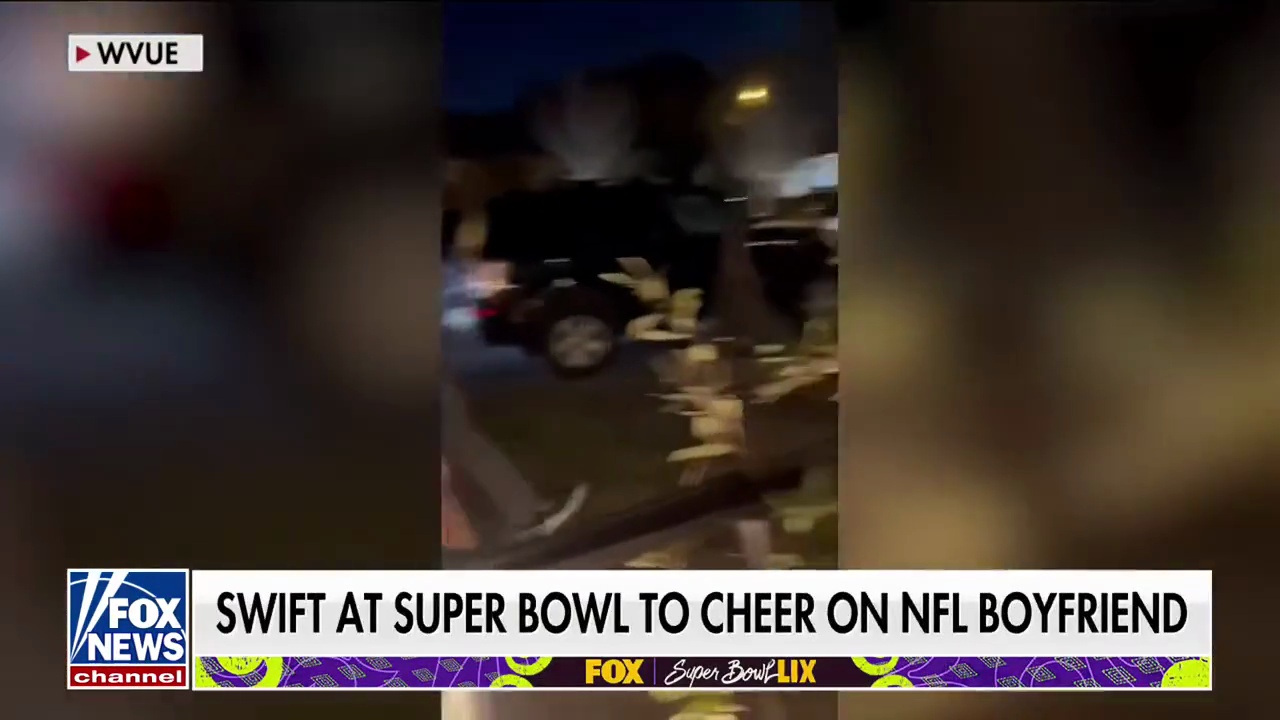 WVUE
SWIFT AT SUPER BOWL TO CHEER ON NFL BOYFRIEND
FOX
NEWS
channel
FOX Super Bowl LIX